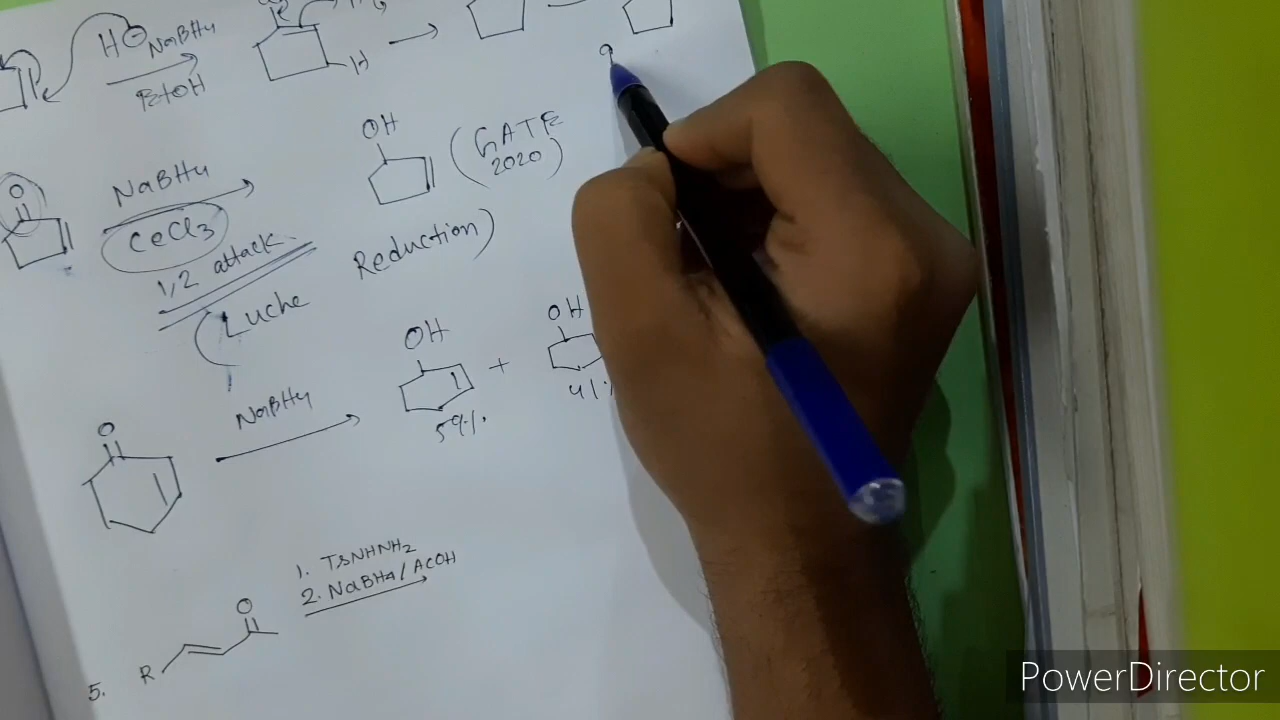 HO NaBH4
EtOH
H
O
OH
(GATE
2020)
O
NaBH4
CeCl3
1,2 attack.
(Luche Reduction)
NaBH4
OH
+
OH
59%
41%
O
1. TsNHNH2
2. NaBH4/AcOH
O
R
5.
PowerDirector